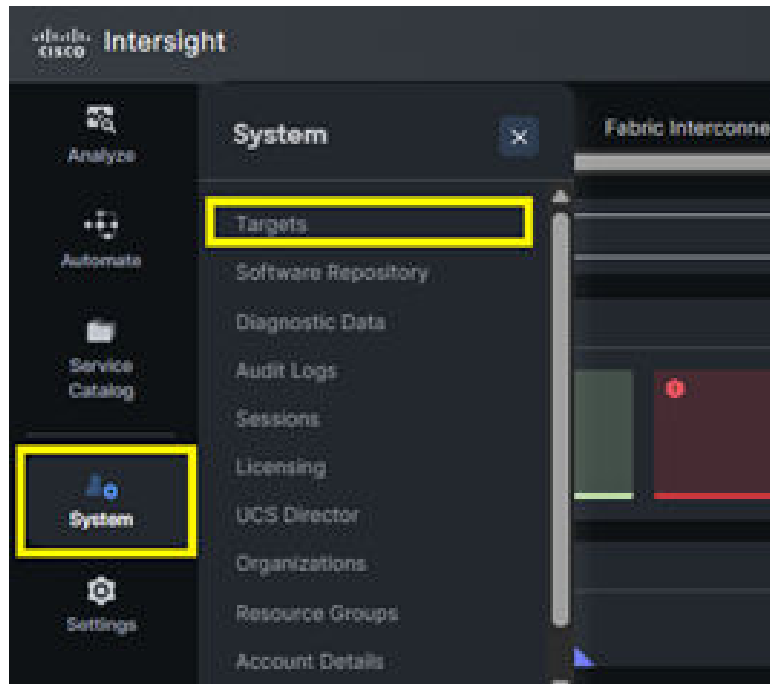 CISCO Intersight
Analyze
Automate
Service
Catalog
System
Settings
System
Targets
Software Repository
Diagnostic Data
Audit Logs
Sessions
Licensing
UCS Director
Organizations
Resource Groups
Account Details
Fabric Interconne